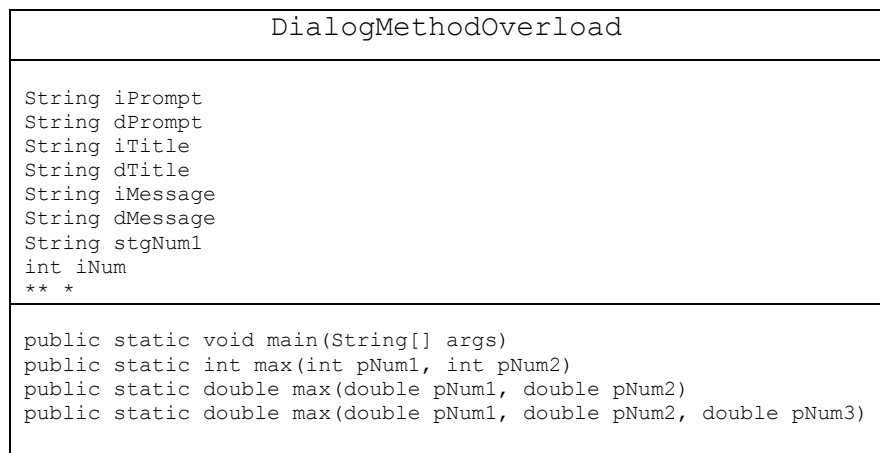 DialogMethodOverload
String iPrompt
String dPrompt
String iTitle
String dTitle
String iMessage
String dMessage
String stgNum1
int iNum
** *
public static void main(String[] args)
public static int max(int pNum1, int pNum2)
public static double max(double pNum1, double pNum2)
public static double max(double pNum1, double pNum2, double pNum3)